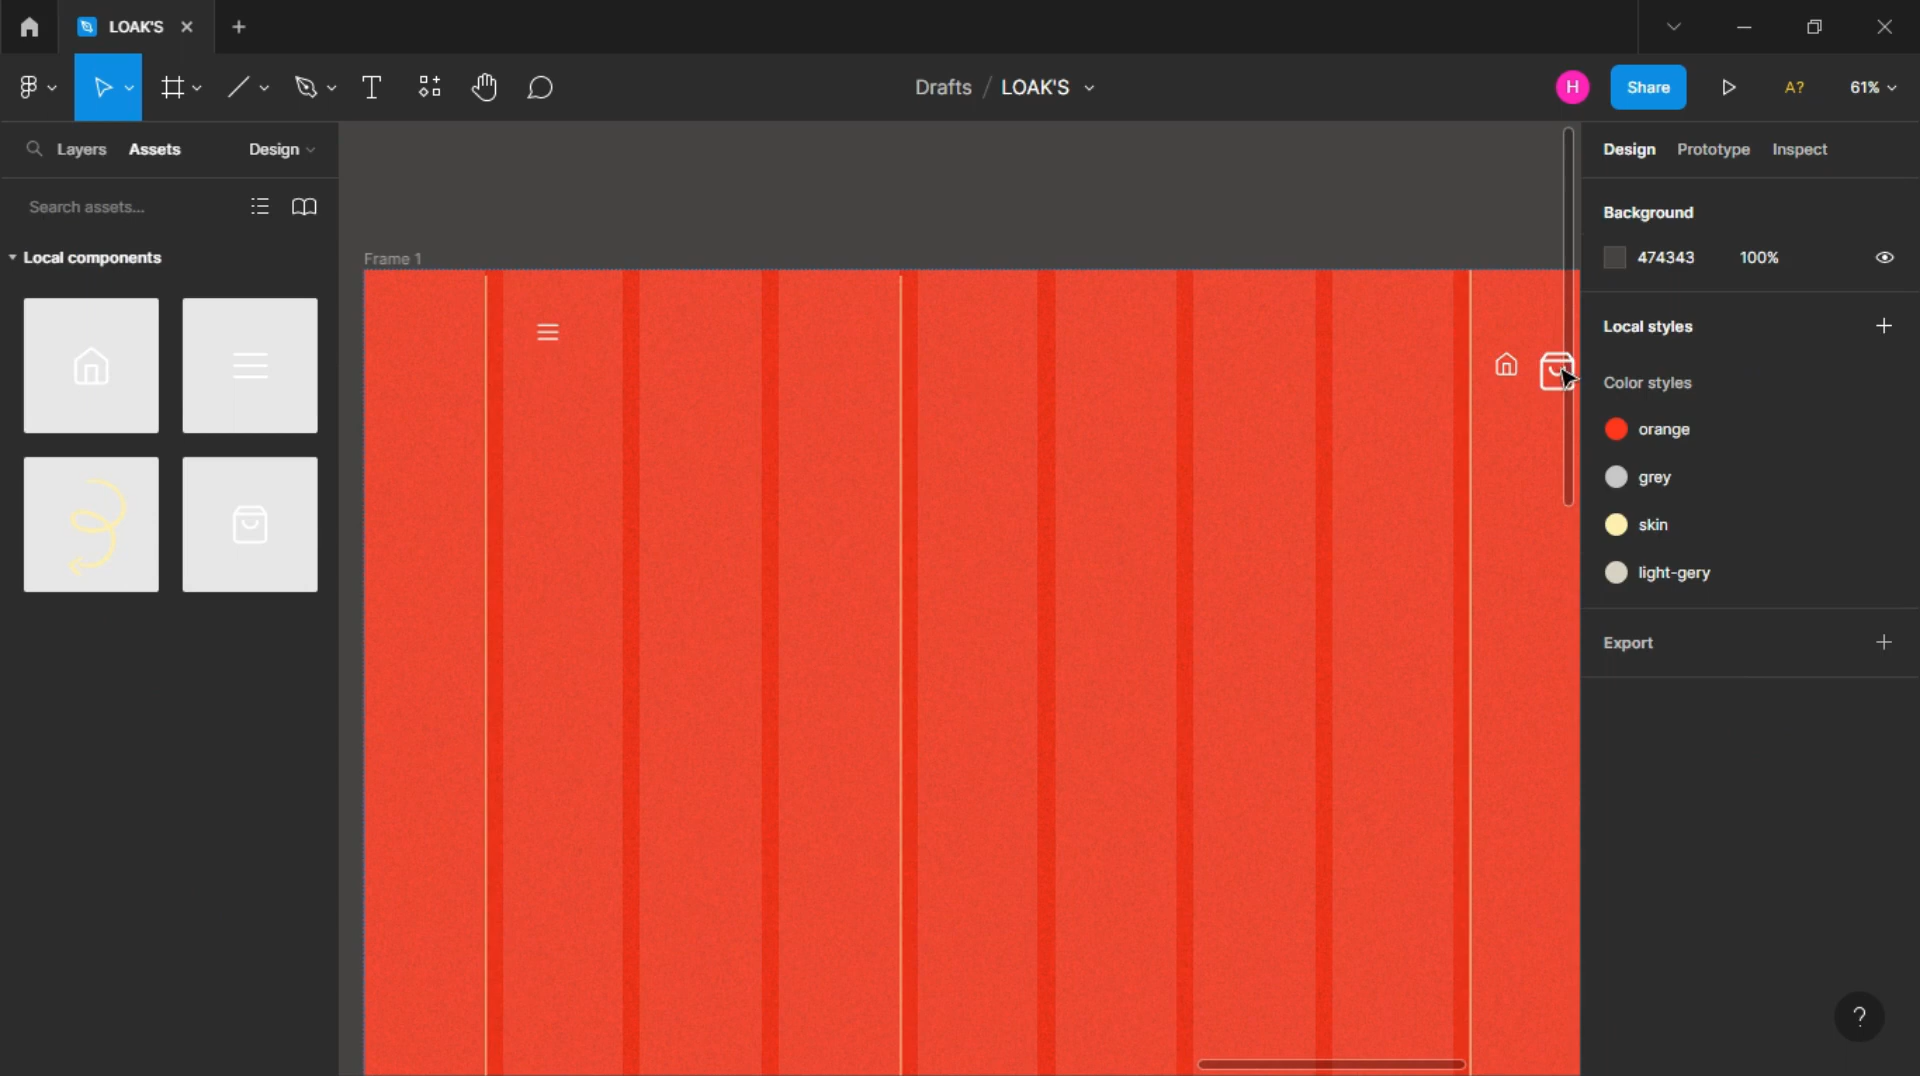 LOAK'S
Drafts / LOAK'S
H
Share
A?
61%
Layers
Assets
Design
Search assets...
Local components
Frame 1
Design
Prototype
Inspect
Background
474343
100%
Local styles
Color styles
orange
grey
skin
light-gery
Export
?